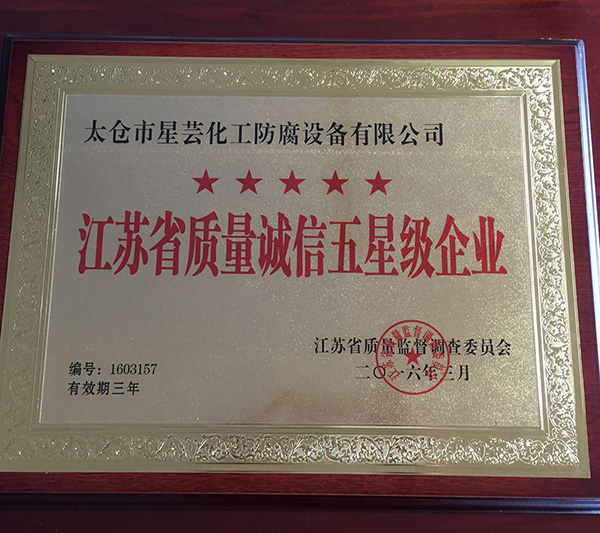 太仓市星芸化工防腐设备有限公司
★★★★★
江苏省质量诚信五星级企业
江苏省质量监督调查委员会
二〇一六年三月
编号：1603157
有效期三年